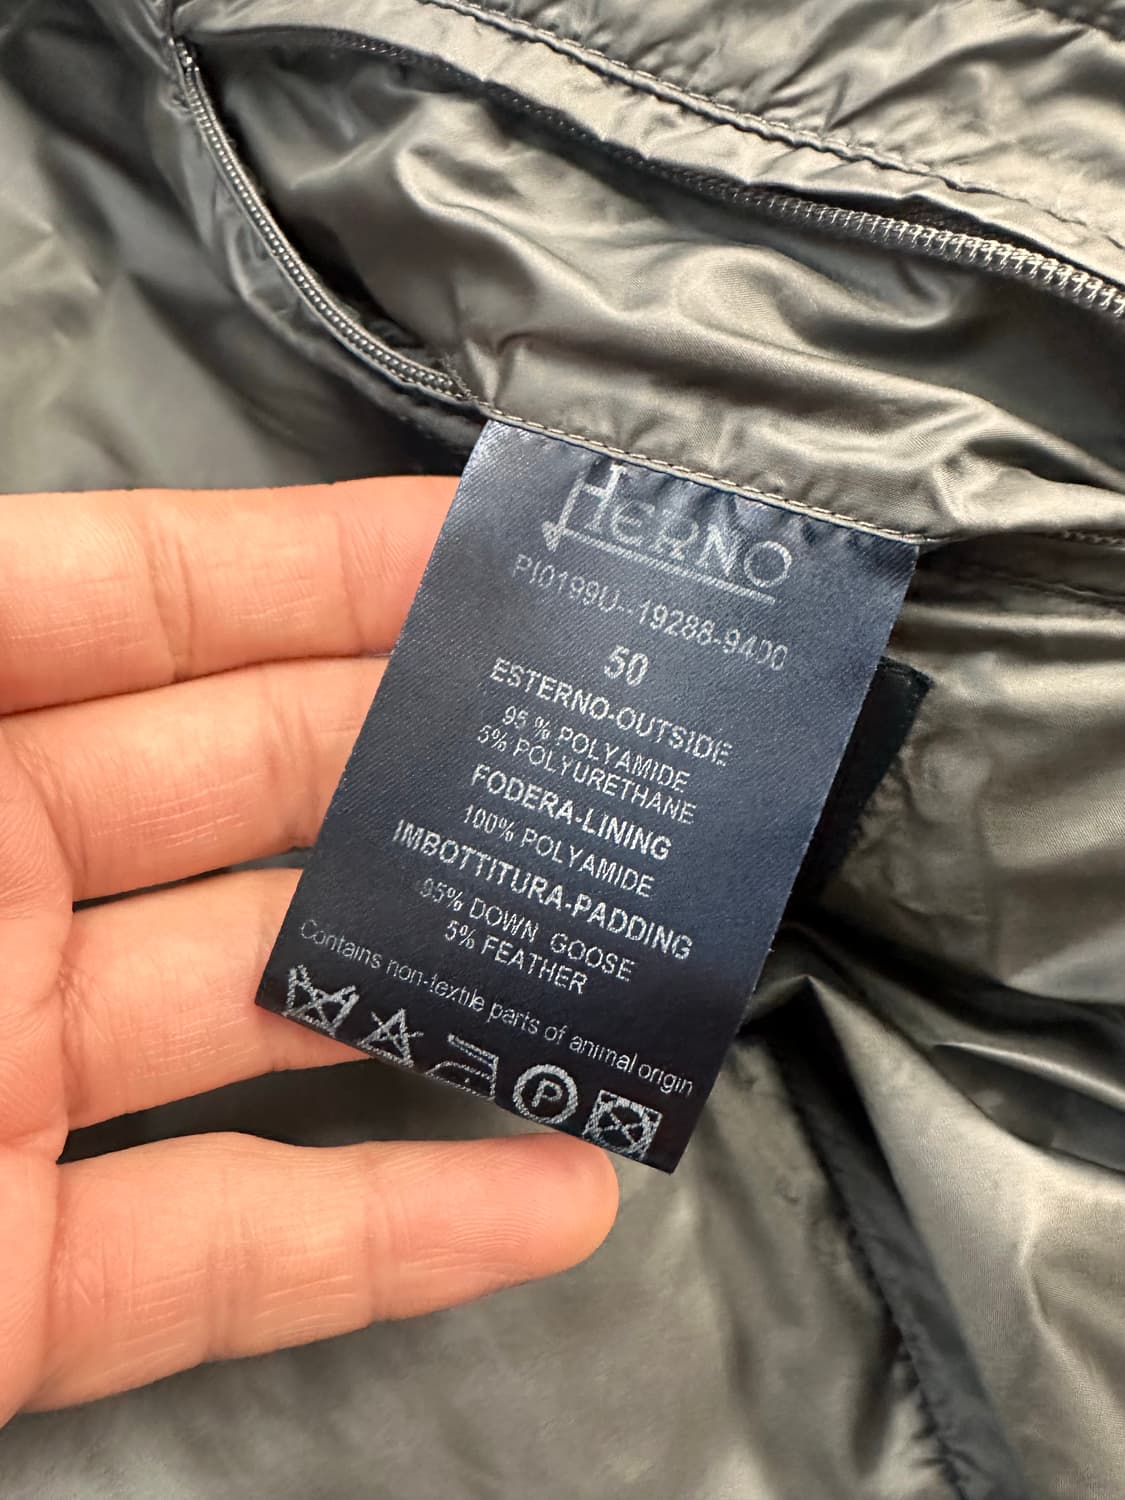 HERNO
PI0199U--19288-9400
50
ESTERNO-OUTSIDE
95 % POLYAMIDE
5% POLYURETHANE
FODERA-LINING
100% POLYAMIDE
IMBOTTITURA-PADDING
95% DOWN GOOSE
5% FEATHER
Contains non-textile parts of animal origin
P